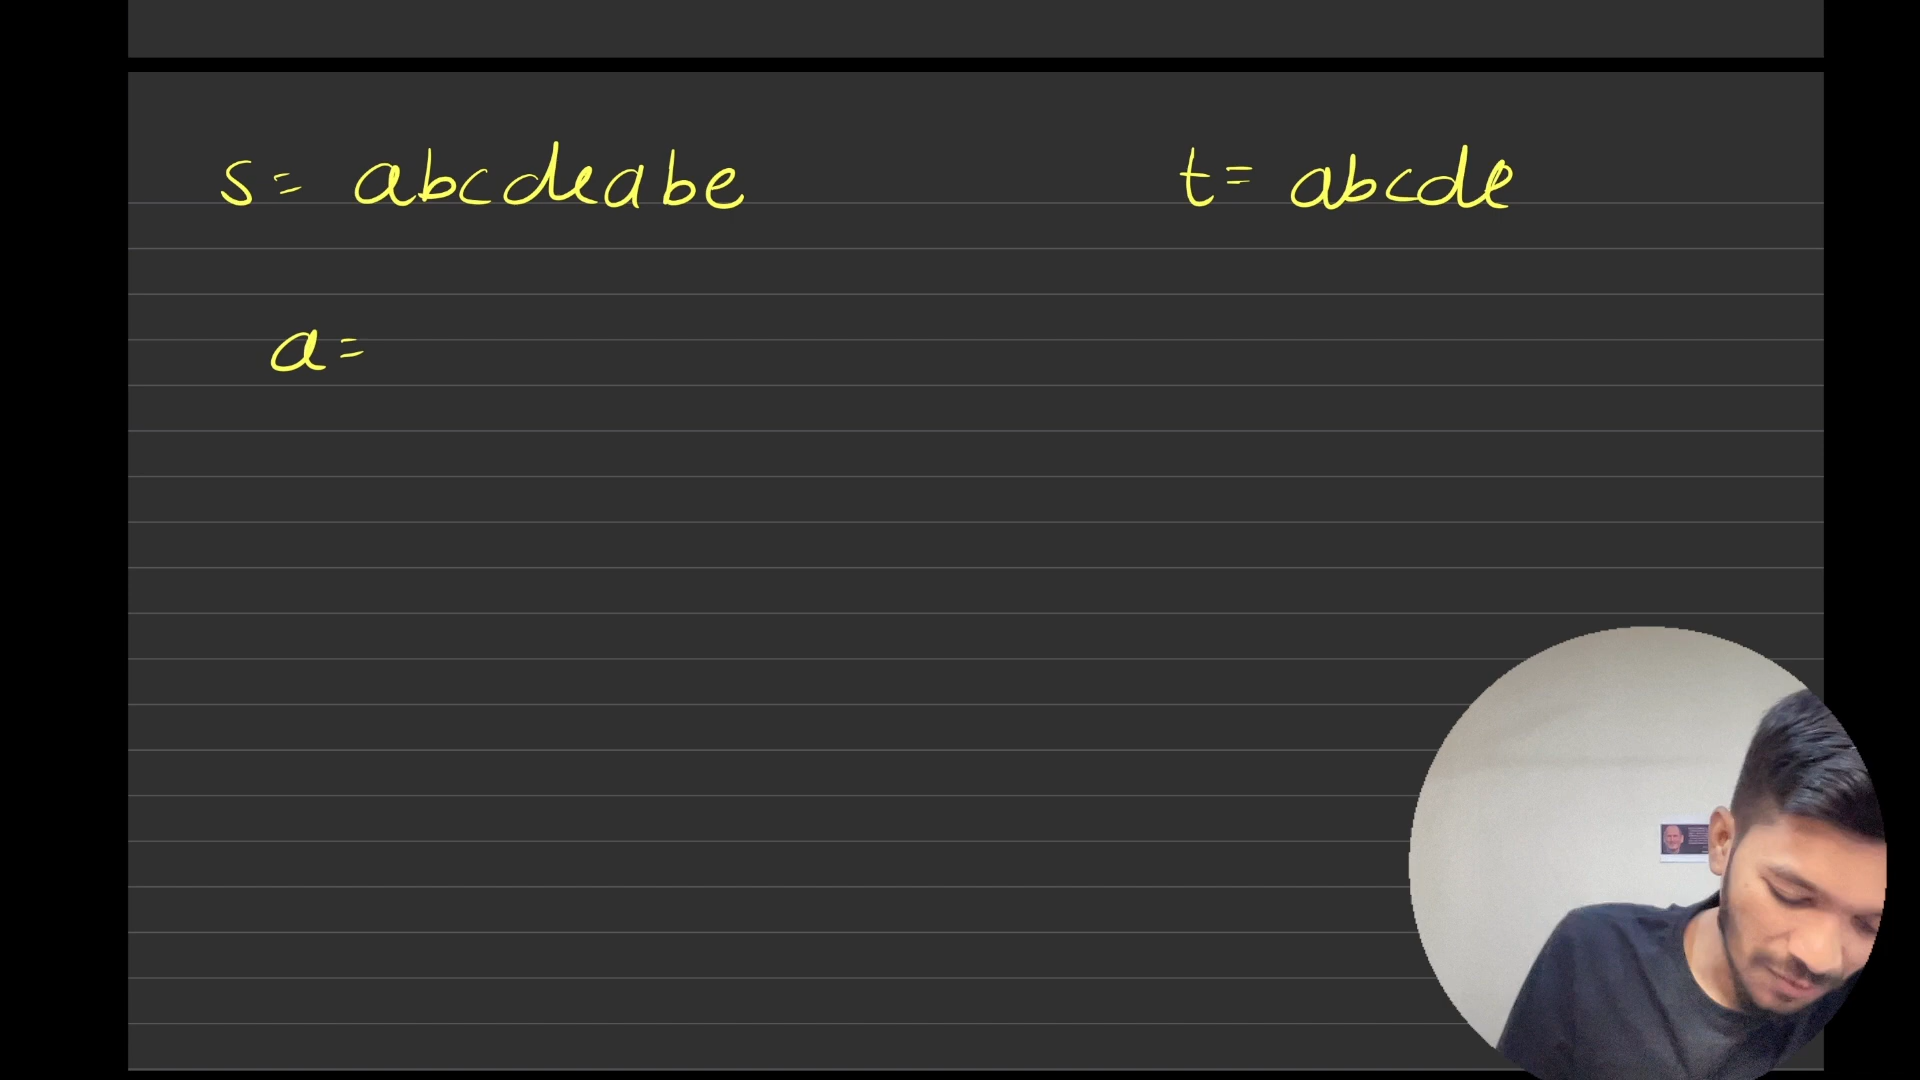 s= abcdeabe
t= abcde
a=